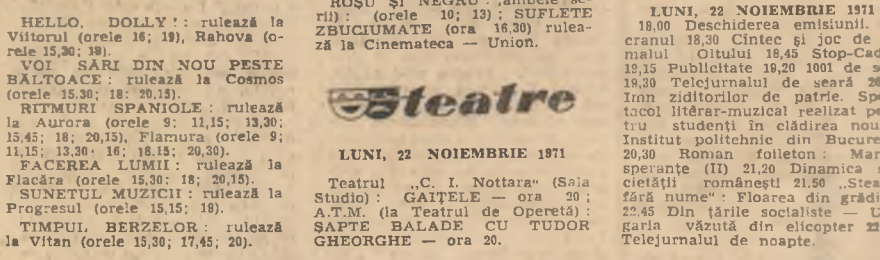 HELLO, DOLLY! : rulează la
Viitorul (orele 16; 19), Rahova (o-
rele 15,30; 19).
VOI SĂRI DIN NOU PESTE
BĂLTOACE : rulează la Cosmos
(orele 15.30; 18; 20,15).
RITMURI SPANIOLE : rulează
la Aurora (orele 9; 11,15; 13,30;
15,45; 18; 20,15), Flamura (orele 9;
11,15; 13,30; 16; 18.15; 20,30).
FACEREA LUMII : rulează la
Flacăra (orele 15,30; 18; 20,15).
SUNETUL MUZICII : rulează la
Progresul (orele 15,15; 19).
TIMPUL BERZELOR : rulează
la Vitan (orele 15,30; 17,45; 20).
ROȘU ȘI NEGRU : „ambele se-
rii) : (orele 10; 13) ; SUFLETE
ZBUCIUMATE (ora 16,30) rulea-
ză la Cinemateca — Union.
teatre
LUNI, 22 NOIEMBRIE 1971
Teatrul „C. I. Nottara“ (Sala
Studio) : GAIȚELE — ora 20 ;
A.T.M. (la Teatrul de Operetă) :
ȘAPTE BALADE CU TUDOR
GHEORGHE — ora 20.
LUNI, 22 NOIEMBRIE 1971
18,00 Deschiderea emisiunii.
cranul 18,30 Cîntec și joc de
malul Oltului 18,45 Stop-Cad
19,15 Publicitate 19,20 1001 de s
19,30 Telejurnalul de seară 20
Imn ziditorilor de patrie. Spe
tacol literar-muzical realizat pe
tru studenți în clădirea nou
Institut politehnic din Bucure
20,30 Roman foileton : Mar
speranțe (II) 21,20 Dinamica s
cietății românești 21.50 „Stea
fără nume“ : Floarea din grădi
22,45 Din țările socialiste — U
garia văzută din elicopter 22
Telejurnalul de noapte.